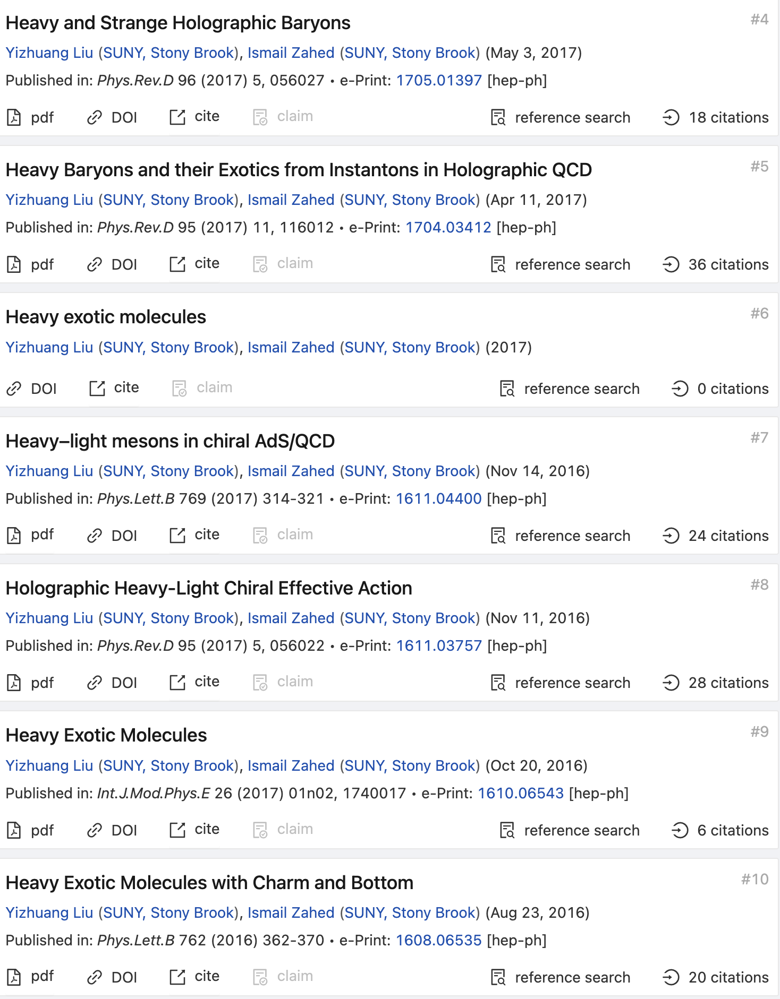 Heavy and Strange Holographic Baryons #4
Yizhuang Liu (SUNY, Stony Brook), Ismail Zahed (SUNY, Stony Brook) (May 3, 2017)
Published in: Phys.Rev.D 96 (2017) 5, 056027 • e-Print: 1705.01397 [hep-ph]
pdf DOI cite claim reference search 18 citations
Heavy Baryons and their Exotics from Instantons in Holographic QCD #5
Yizhuang Liu (SUNY, Stony Brook), Ismail Zahed (SUNY, Stony Brook) (Apr 11, 2017)
Published in: Phys.Rev.D 95 (2017) 11, 116012 • e-Print: 1704.03412 [hep-ph]
pdf DOI cite claim reference search 36 citations
Heavy exotic molecules #6
Yizhuang Liu (SUNY, Stony Brook), Ismail Zahed (SUNY, Stony Brook) (2017)
DOI cite claim reference search 0 citations
Heavy–light mesons in chiral AdS/QCD #7
Yizhuang Liu (SUNY, Stony Brook), Ismail Zahed (SUNY, Stony Brook) (Nov 14, 2016)
Published in: Phys.Lett.B 769 (2017) 314-321 • e-Print: 1611.04400 [hep-ph]
pdf DOI cite claim reference search 24 citations
Holographic Heavy-Light Chiral Effective Action #8
Yizhuang Liu (SUNY, Stony Brook), Ismail Zahed (SUNY, Stony Brook) (Nov 11, 2016)
Published in: Phys.Rev.D 95 (2017) 5, 056022 • e-Print: 1611.03757 [hep-ph]
pdf DOI cite claim reference search 28 citations
Heavy Exotic Molecules #9
Yizhuang Liu (SUNY, Stony Brook), Ismail Zahed (SUNY, Stony Brook) (Oct 20, 2016)
Published in: Int.J.Mod.Phys.E 26 (2017) 01n02, 1740017 • e-Print: 1610.06543 [hep-ph]
pdf DOI cite claim reference search 6 citations
Heavy Exotic Molecules with Charm and Bottom #10
Yizhuang Liu (SUNY, Stony Brook), Ismail Zahed (SUNY, Stony Brook) (Aug 23, 2016)
Published in: Phys.Lett.B 762 (2016) 362-370 • e-Print: 1608.06535 [hep-ph]
pdf DOI cite claim reference search 20 citations